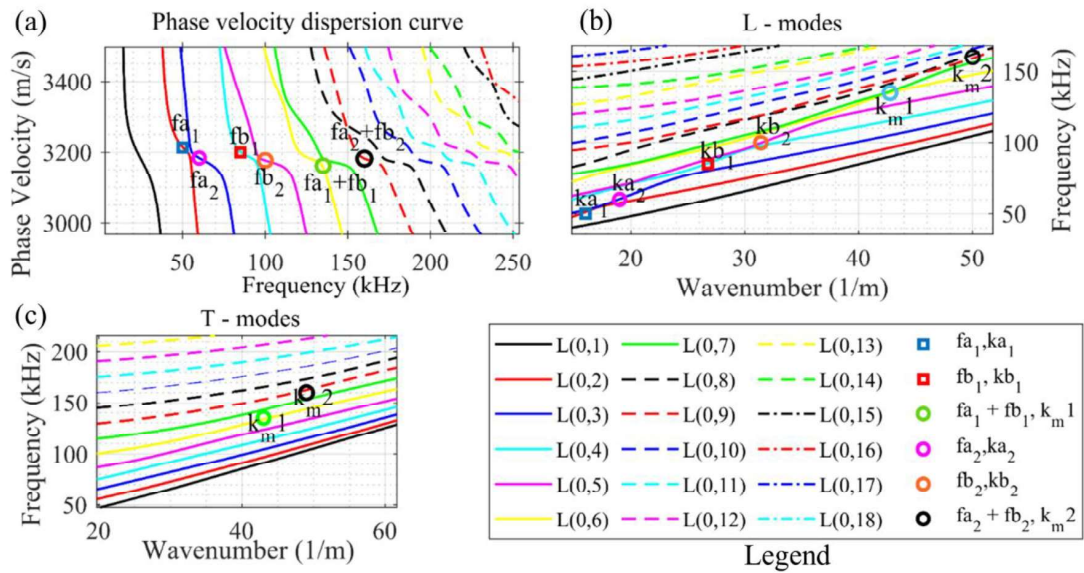 (a) Phase velocity dispersion curve
Phase Velocity (m/s)
3400
3200
3000
fa1
fa2
fb1
fb2
fa2+fb2
fa1+fb1
50 100 150 200 250
Frequency (kHz)
(b) L - modes
ka1
ka2
kb1
kb2
km1
km2
150
100
50
Frequency (kHz)
20 30 40 50
Wavenumber (1/m)
(c) T - modes
Frequency (kHz)
200
150
100
50
km1
km2
20 40 60
Wavenumber (1/m)
L(0,1) L(0,7) L(0,13) fa1,ka1
L(0,2) L(0,8) L(0,14) fb1, kb1
L(0,3) L(0,9) L(0,15) fa1 + fb1, km1
L(0,4) L(0,10) L(0,16) fa2,ka2
L(0,5) L(0,11) L(0,17) fb2,kb2
L(0,6) L(0,12) L(0,18) fa2 + fb2, km2
Legend